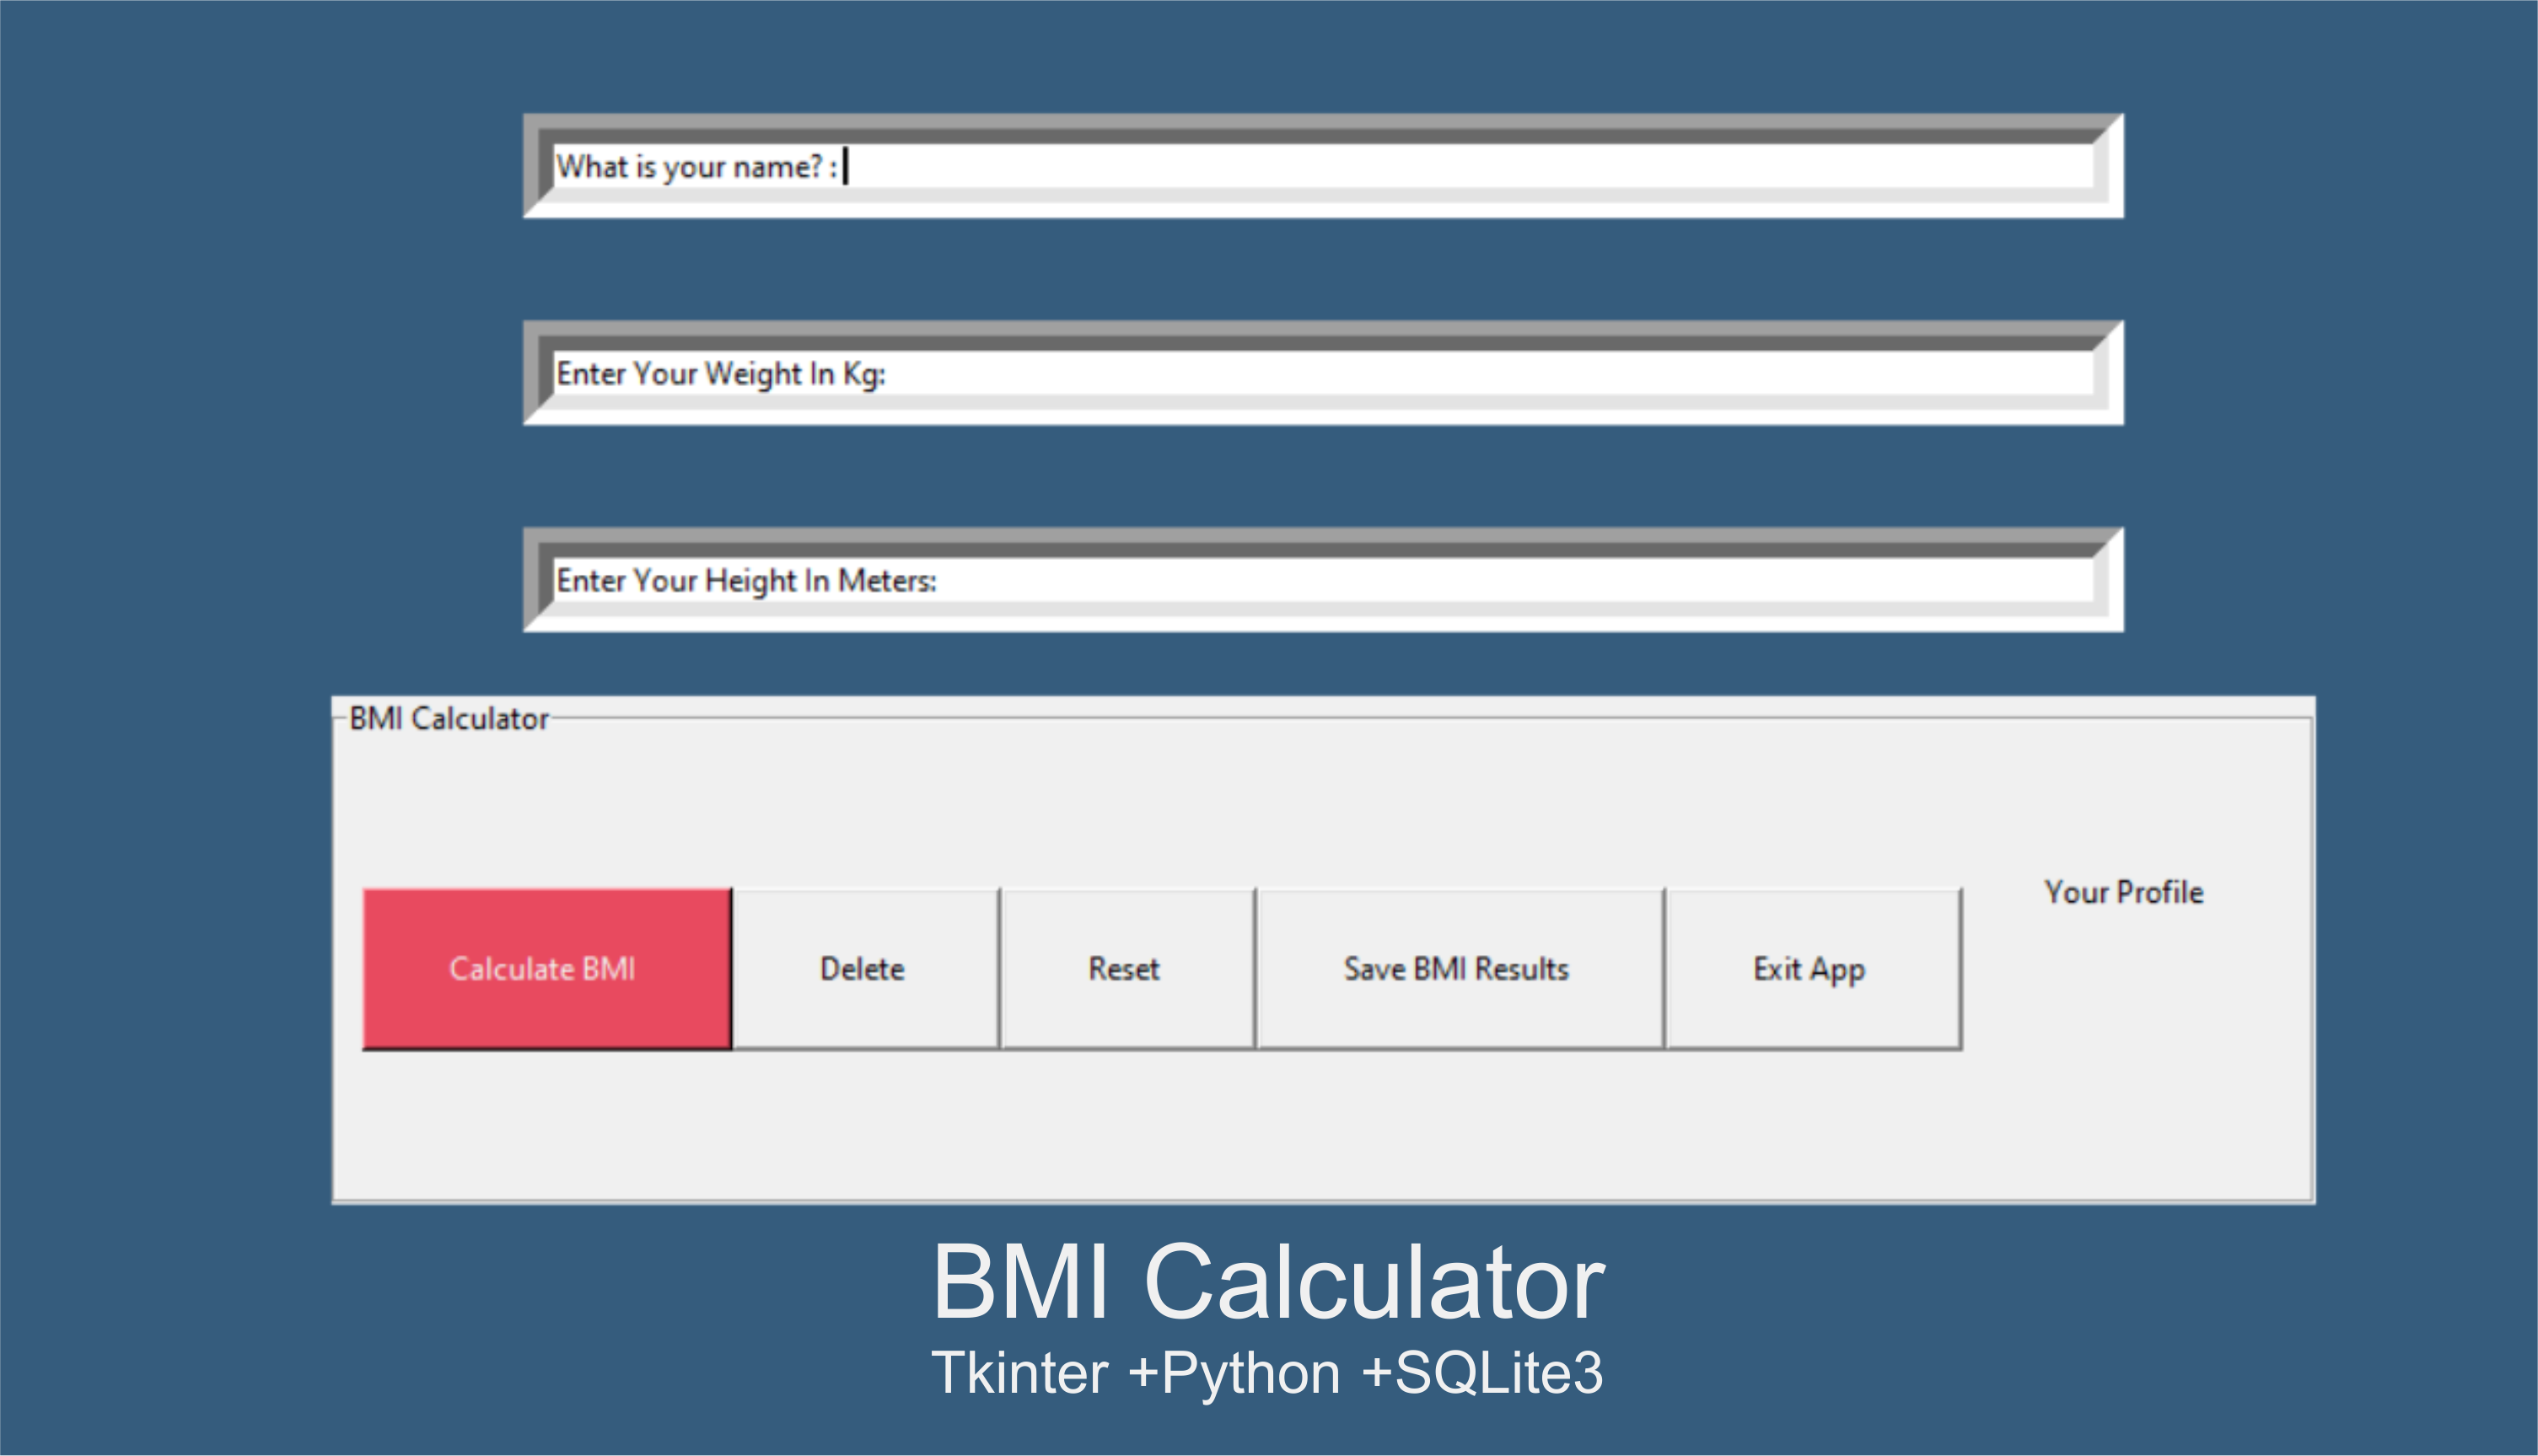 What is your name? :
Enter Your Weight In Kg:
Enter Your Height In Meters:
BMI Calculator
Your Profile
Calculate BMI Delete Reset Save BMI Results Exit App
BMI Calculator
Tkinter +Python +SQLite3